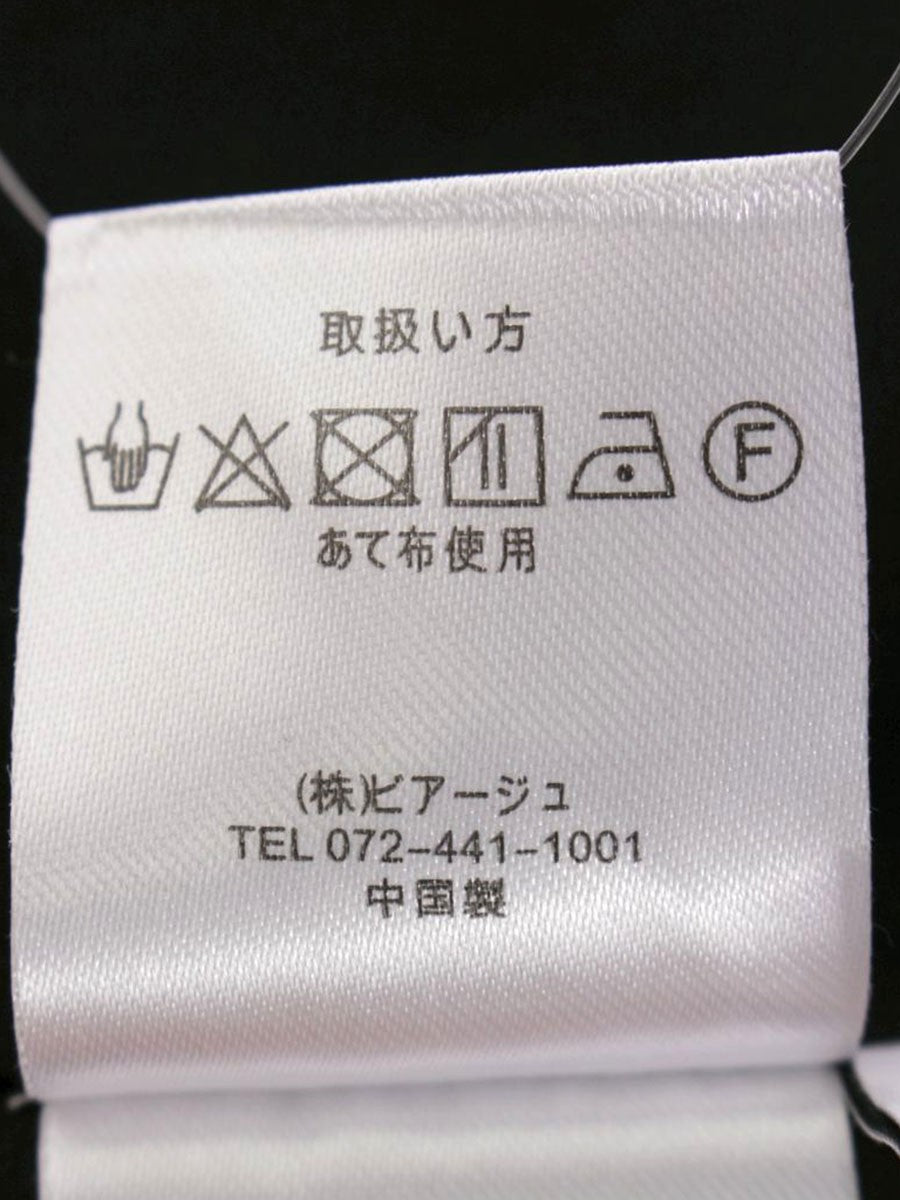 取扱い方
F
あて布使用
(株)ビアージュ
TEL 072-441-1001
中国製